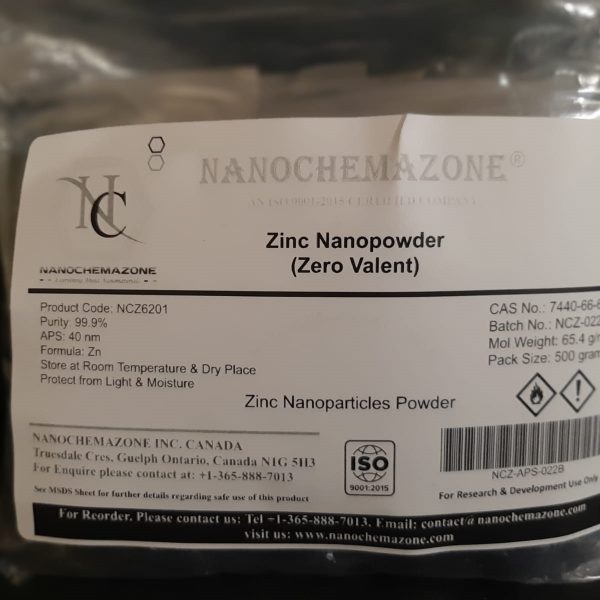 NANOCHEMAZONE®
AN ISO 9001-2015 CERTIFIED COMPANY
NC
NANOCHEMAZONE
Zinc Nanopowder
(Zero Valent)
Product Code: NCZ6201
Purity: 99.9%
APS: 40 nm
Formula: Zn
Store at Room Temperature & Dry Place
Protect from Light & Moisture
CAS No.: 7440-66-6
Batch No.: NCZ-022
Mol Weight: 65.4 g/
Pack Size: 500 gram
Zinc Nanoparticles Powder
NANOCHEMAZONE INC. CANADA
Truesdale Cres, Guelph Ontario, Canada N1G 5H3
For Enquire please contact at: +1-365-888-7013
See MSDS Sheet for further details regarding safe use of this product
ISO
9001:2015
NCZ-APS-022B
For Research & Development Use Only
For Reorder. Please contact us: Tel +1-365-888-7013, Email: contact@nanochemazone.com
visit us: www.nanochemazone.com